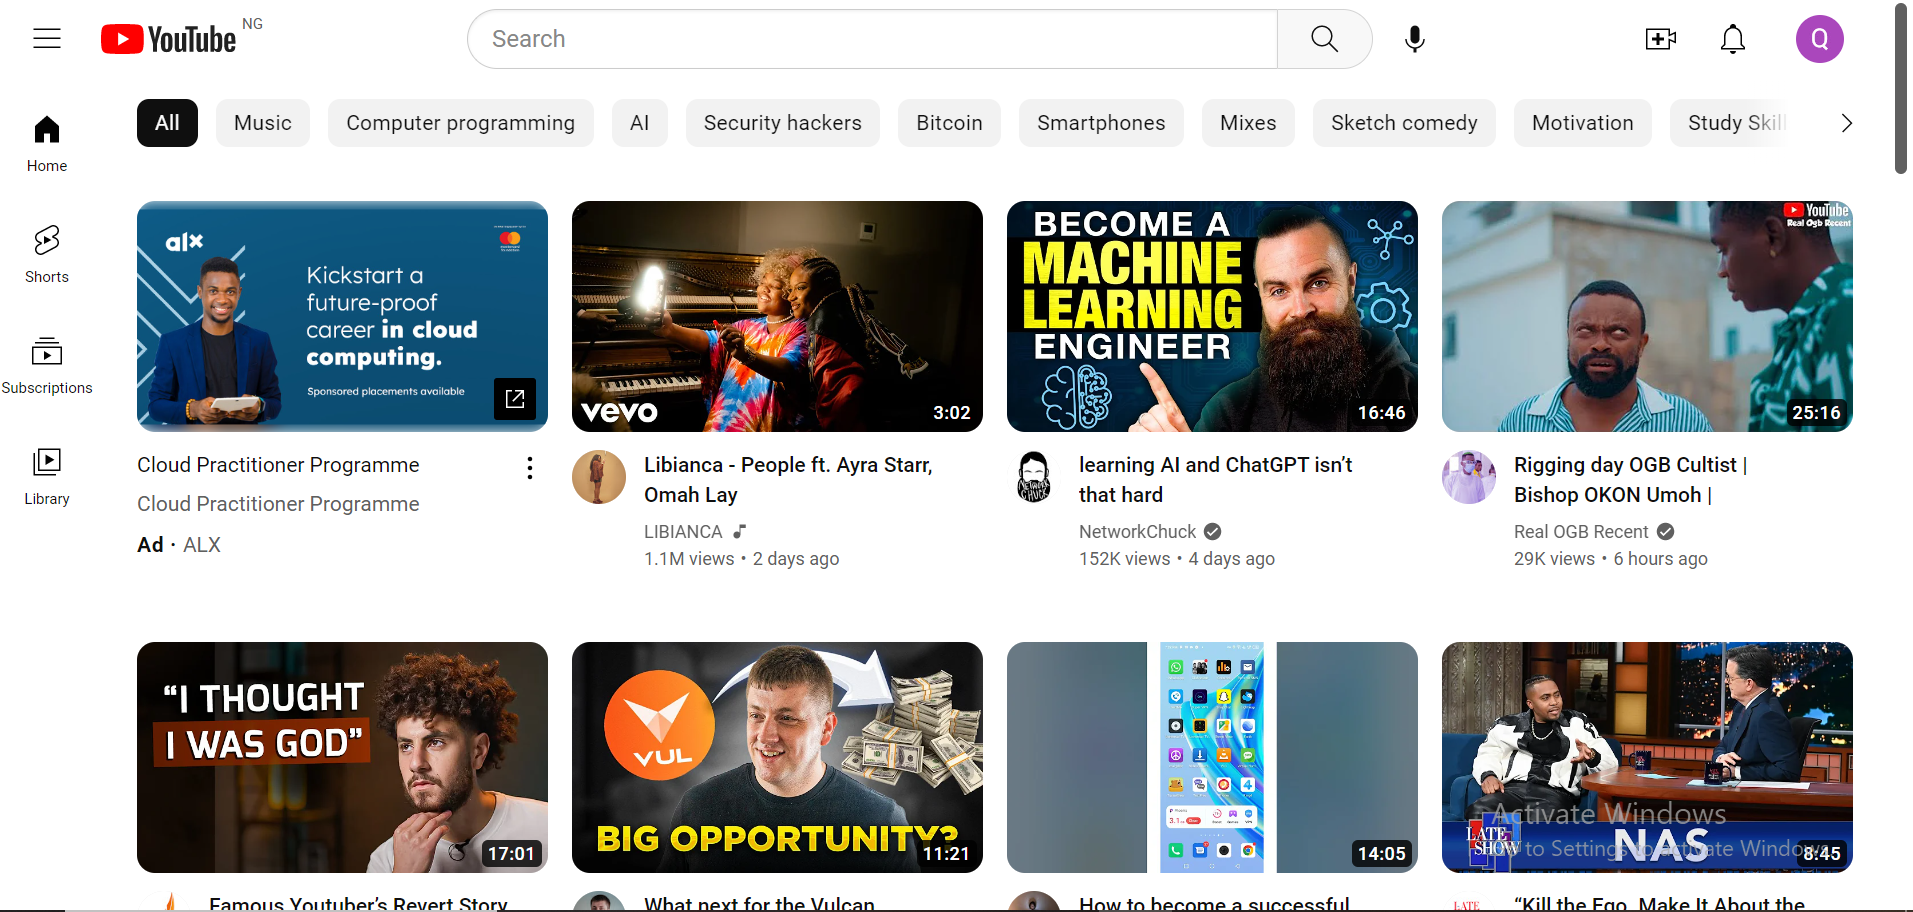 YouTube NG
Search
Q
All
Music
Computer programming
AI
Security hackers
Bitcoin
Smartphones
Mixes
Sketch comedy
Motivation
Study Skill
Home
Shorts
Subscriptions
Library
alx
Kickstart a
future-proof
career in cloud
computing.
Sponsored placements available
Cloud Practitioner Programme
Cloud Practitioner Programme
Ad · ALX
vevo
3:02
Libianca - People ft. Ayra Starr,
Omah Lay
LIBIANCA
1.1M views • 2 days ago
BECOME A
MACHINE
LEARNING
ENGINEER
16:46
NETWORK
CHUCK
learning AI and ChatGPT isn’t
that hard
NetworkChuck
152K views • 4 days ago
YouTube
Real Ogb Recent
25:16
Rigging day OGB Cultist |
Bishop OKON Umoh |
Real OGB Recent
29K views • 6 hours ago
“I THOUGHT
I WAS GOD”
17:01
Famous Youtuber’s Revert Story
VUL
BIG OPPORTUNITY?
11:21
What next for the Vulcan
14:05
How to become a successful
LATE
SHOW
NAS
8:45
LATE
“Kill the Ego, Make It About the
Activate Windows
to Settings to activate Windows